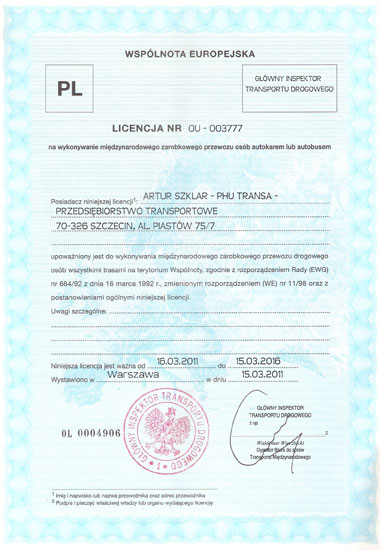 WSPÓLNOTA EUROPEJSKA
PL
GŁÓWNY INSPEKTOR
TRANSPORTU DROGOWEGO
LICENCJA NR OU - 003777
na wykonywanie międzynarodowego zarobkowego przewozu osób autokarem lub autobusem
Posiadacz niniejszej licencji¹: ARTUR SZKLAR - PHU TRANSA -
PRZEDSIĘBIORSTWO TRANSPORTOWE
70-326 SZCZECIN, AL. PIASTÓW 75/7
upoważniony jest do wykonywania międzynarodowego zarobkowego przewozu drogowego
osób wszystkimi trasami na terytorium Wspólnoty, zgodnie z rozporządzeniem Rady (EWG)
nr 684/92 z dnia 16 marca 1992 r., zmienionym rozporządzeniem (WE) nr 11/98 oraz z
postanowieniami ogólnymi niniejszej licencji.
Uwagi szczególne:
Niniejsza licencja jest ważna od 16.03.2011 do 15.03.2016
Wystawiono w Warszawa w dniu 15.03.2011
GŁÓWNY INSPEKTOR
TRANSPORTU DROGOWEGO
z up.
2
Dyrektor Biura do spraw
Transportu Międzynarodowego
OL 0004906
GŁÓWNY INSPEKTOR TRANSPORTU DROGOWEGO
* 1 *
¹ Imię i nazwisko lub nazwa przewoźnika oraz adres przewoźnika
² Podpis i pieczęć właściwej władzy lub organu wydającego licencję